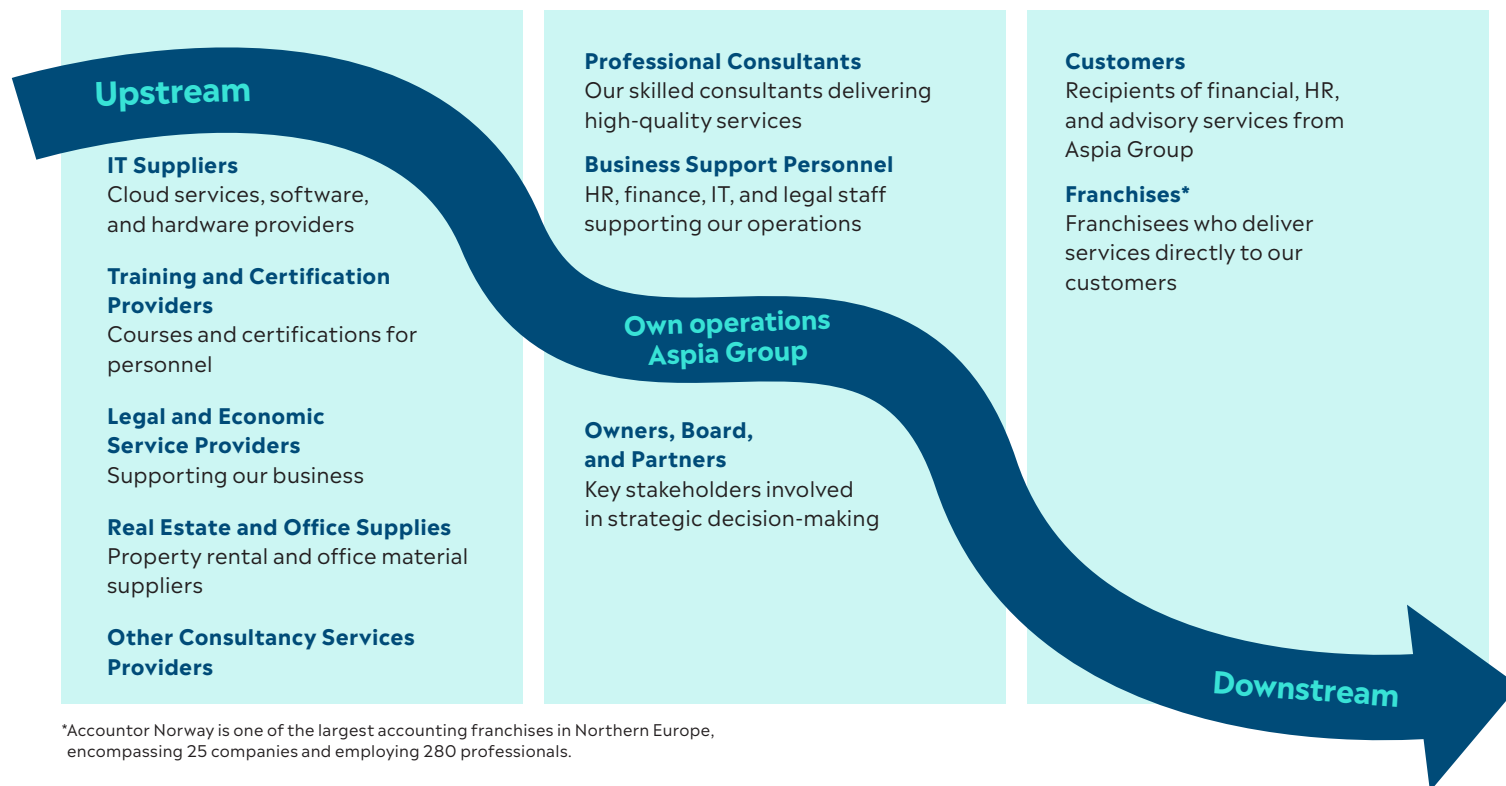 Upstream
IT Suppliers
Cloud services, software,
and hardware providers
Training and Certification
Providers
Courses and certifications for
personnel
Legal and Economic
Service Providers
Supporting our business
Real Estate and Office Supplies
Property rental and office material
suppliers
Other Consultancy Services
Providers
Professional Consultants
Our skilled consultants delivering
high-quality services
Business Support Personnel
HR, finance, IT, and legal staff
supporting our operations
Own operations
Aspia Group
Owners, Board,
and Partners
Key stakeholders involved
in strategic decision-making
Customers
Recipients of financial, HR,
and advisory services from
Aspia Group
Franchises*
Franchisees who deliver
services directly to our
customers
Downstream
*Accountor Norway is one of the largest accounting franchises in Northern Europe,
encompassing 25 companies and employing 280 professionals.